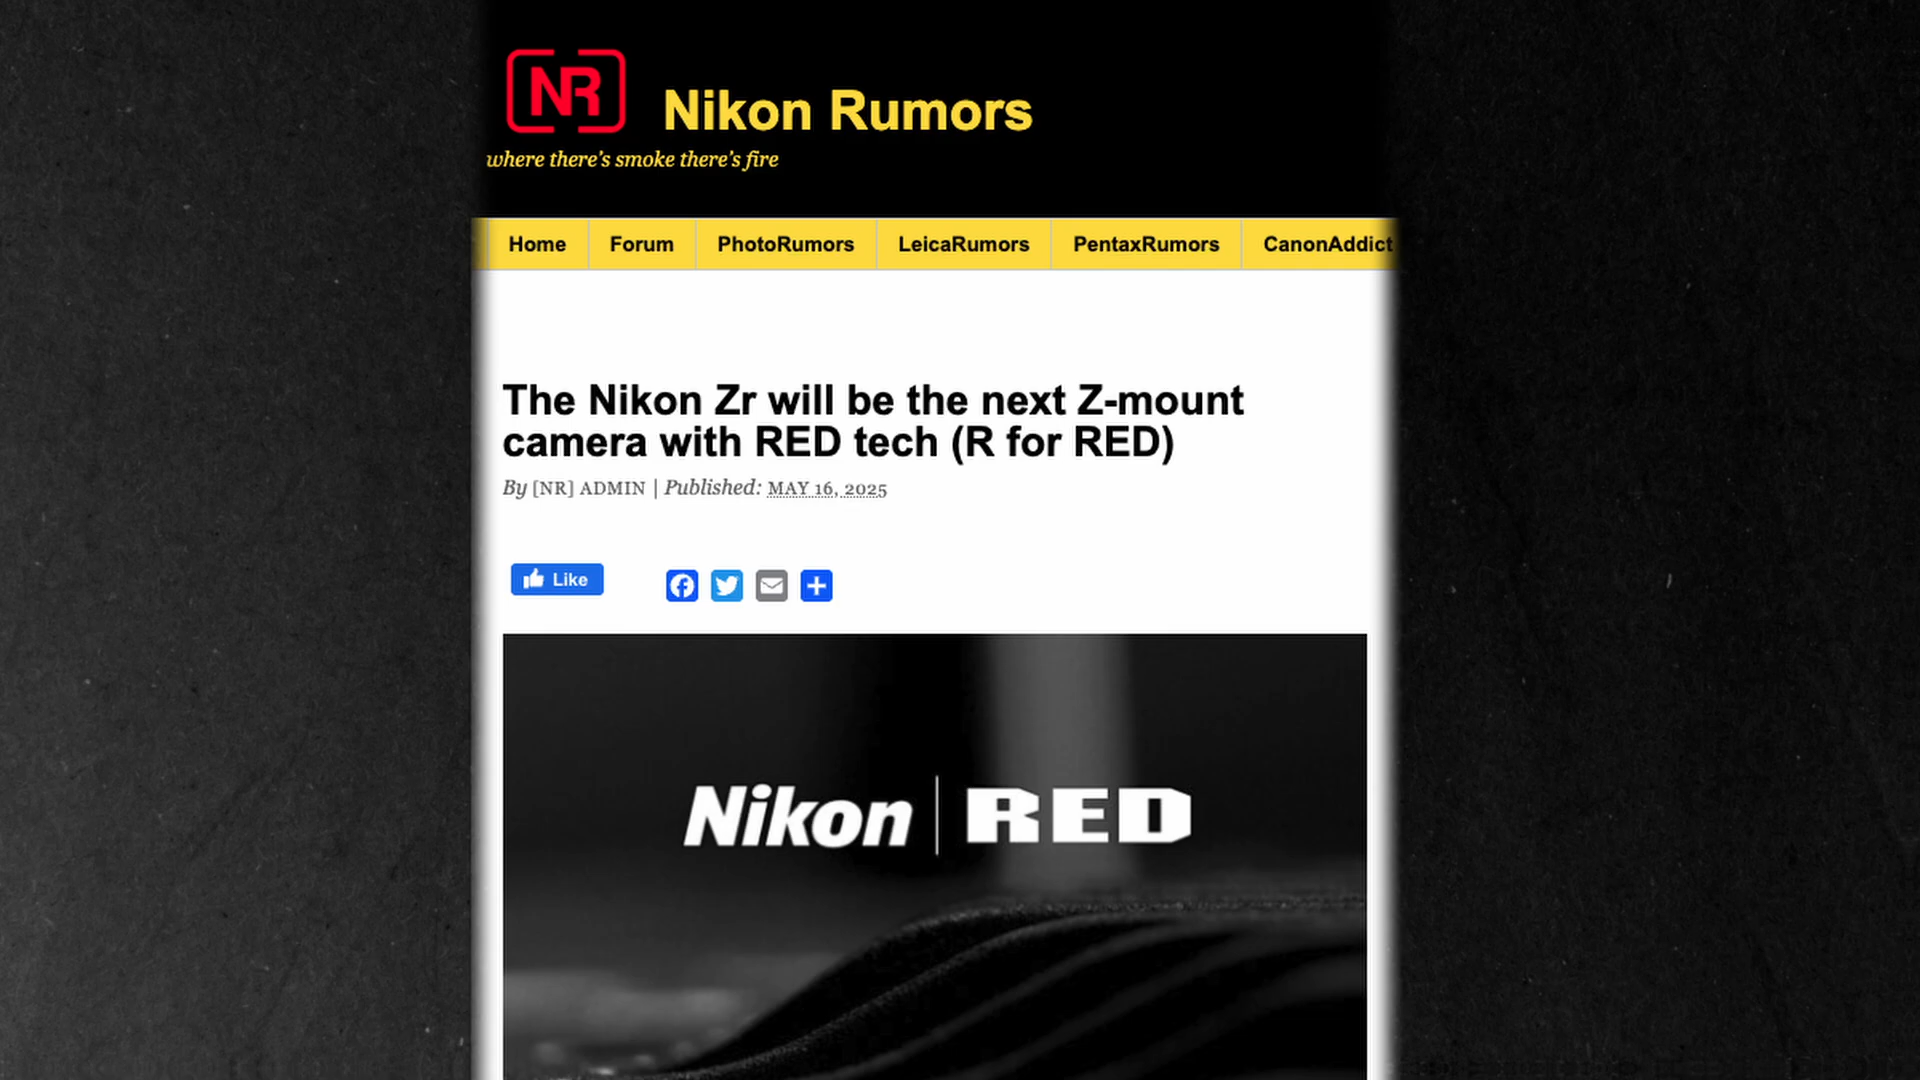 NR
Nikon Rumors
where there's smoke there's fire
Home Forum PhotoRumors LeicaRumors PentaxRumors CanonAddict
The Nikon Zr will be the next Z-mount
camera with RED tech (R for RED)
By [NR] ADMIN | Published: MAY 16, 2025
Like
Nikon | RED